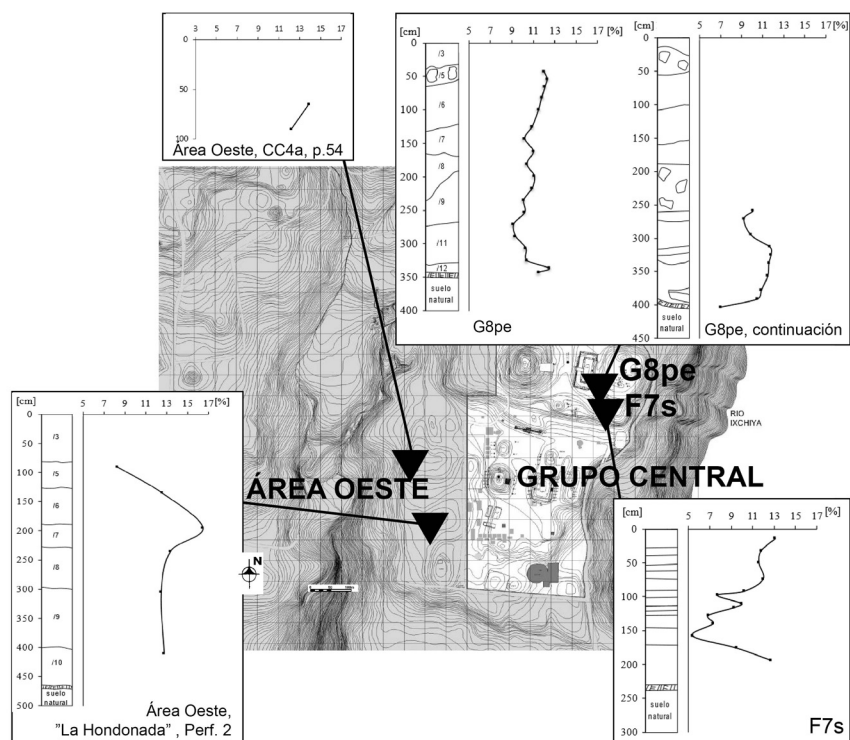 3 5 7 9 11 13 15 17[%]
0
50
100
Área Oeste, CC4a, p.54
[cm] 5 7 9 11 13 15 17 [%]
0
50
100
150
200
250
300
350
400
/3
/5
/6
/7
/8
/9
/11
/12
suelo
natural
G8pe
[cm] 5 7 9 11 13 15 17 [%]
0
50
100
150
200
250
300
350
400
450
suelo
natural
G8pe, continuación
G8pe
F7s
RIO
IXCHIYA
ÁREA OESTE
GRUPO CENTRAL
N
[cm] 5 7 9 11 13 15 17 [%]
0
100
200
300
400
500
/3
/5
/6
/7
/8
/9
/10
suelo
natural
Área Oeste,
"La Hondonada" , Perf. 2
[cm] 5 7 9 11 13 15 17 [%]
0
50
100
150
200
250
300
suelo
natural
F7s